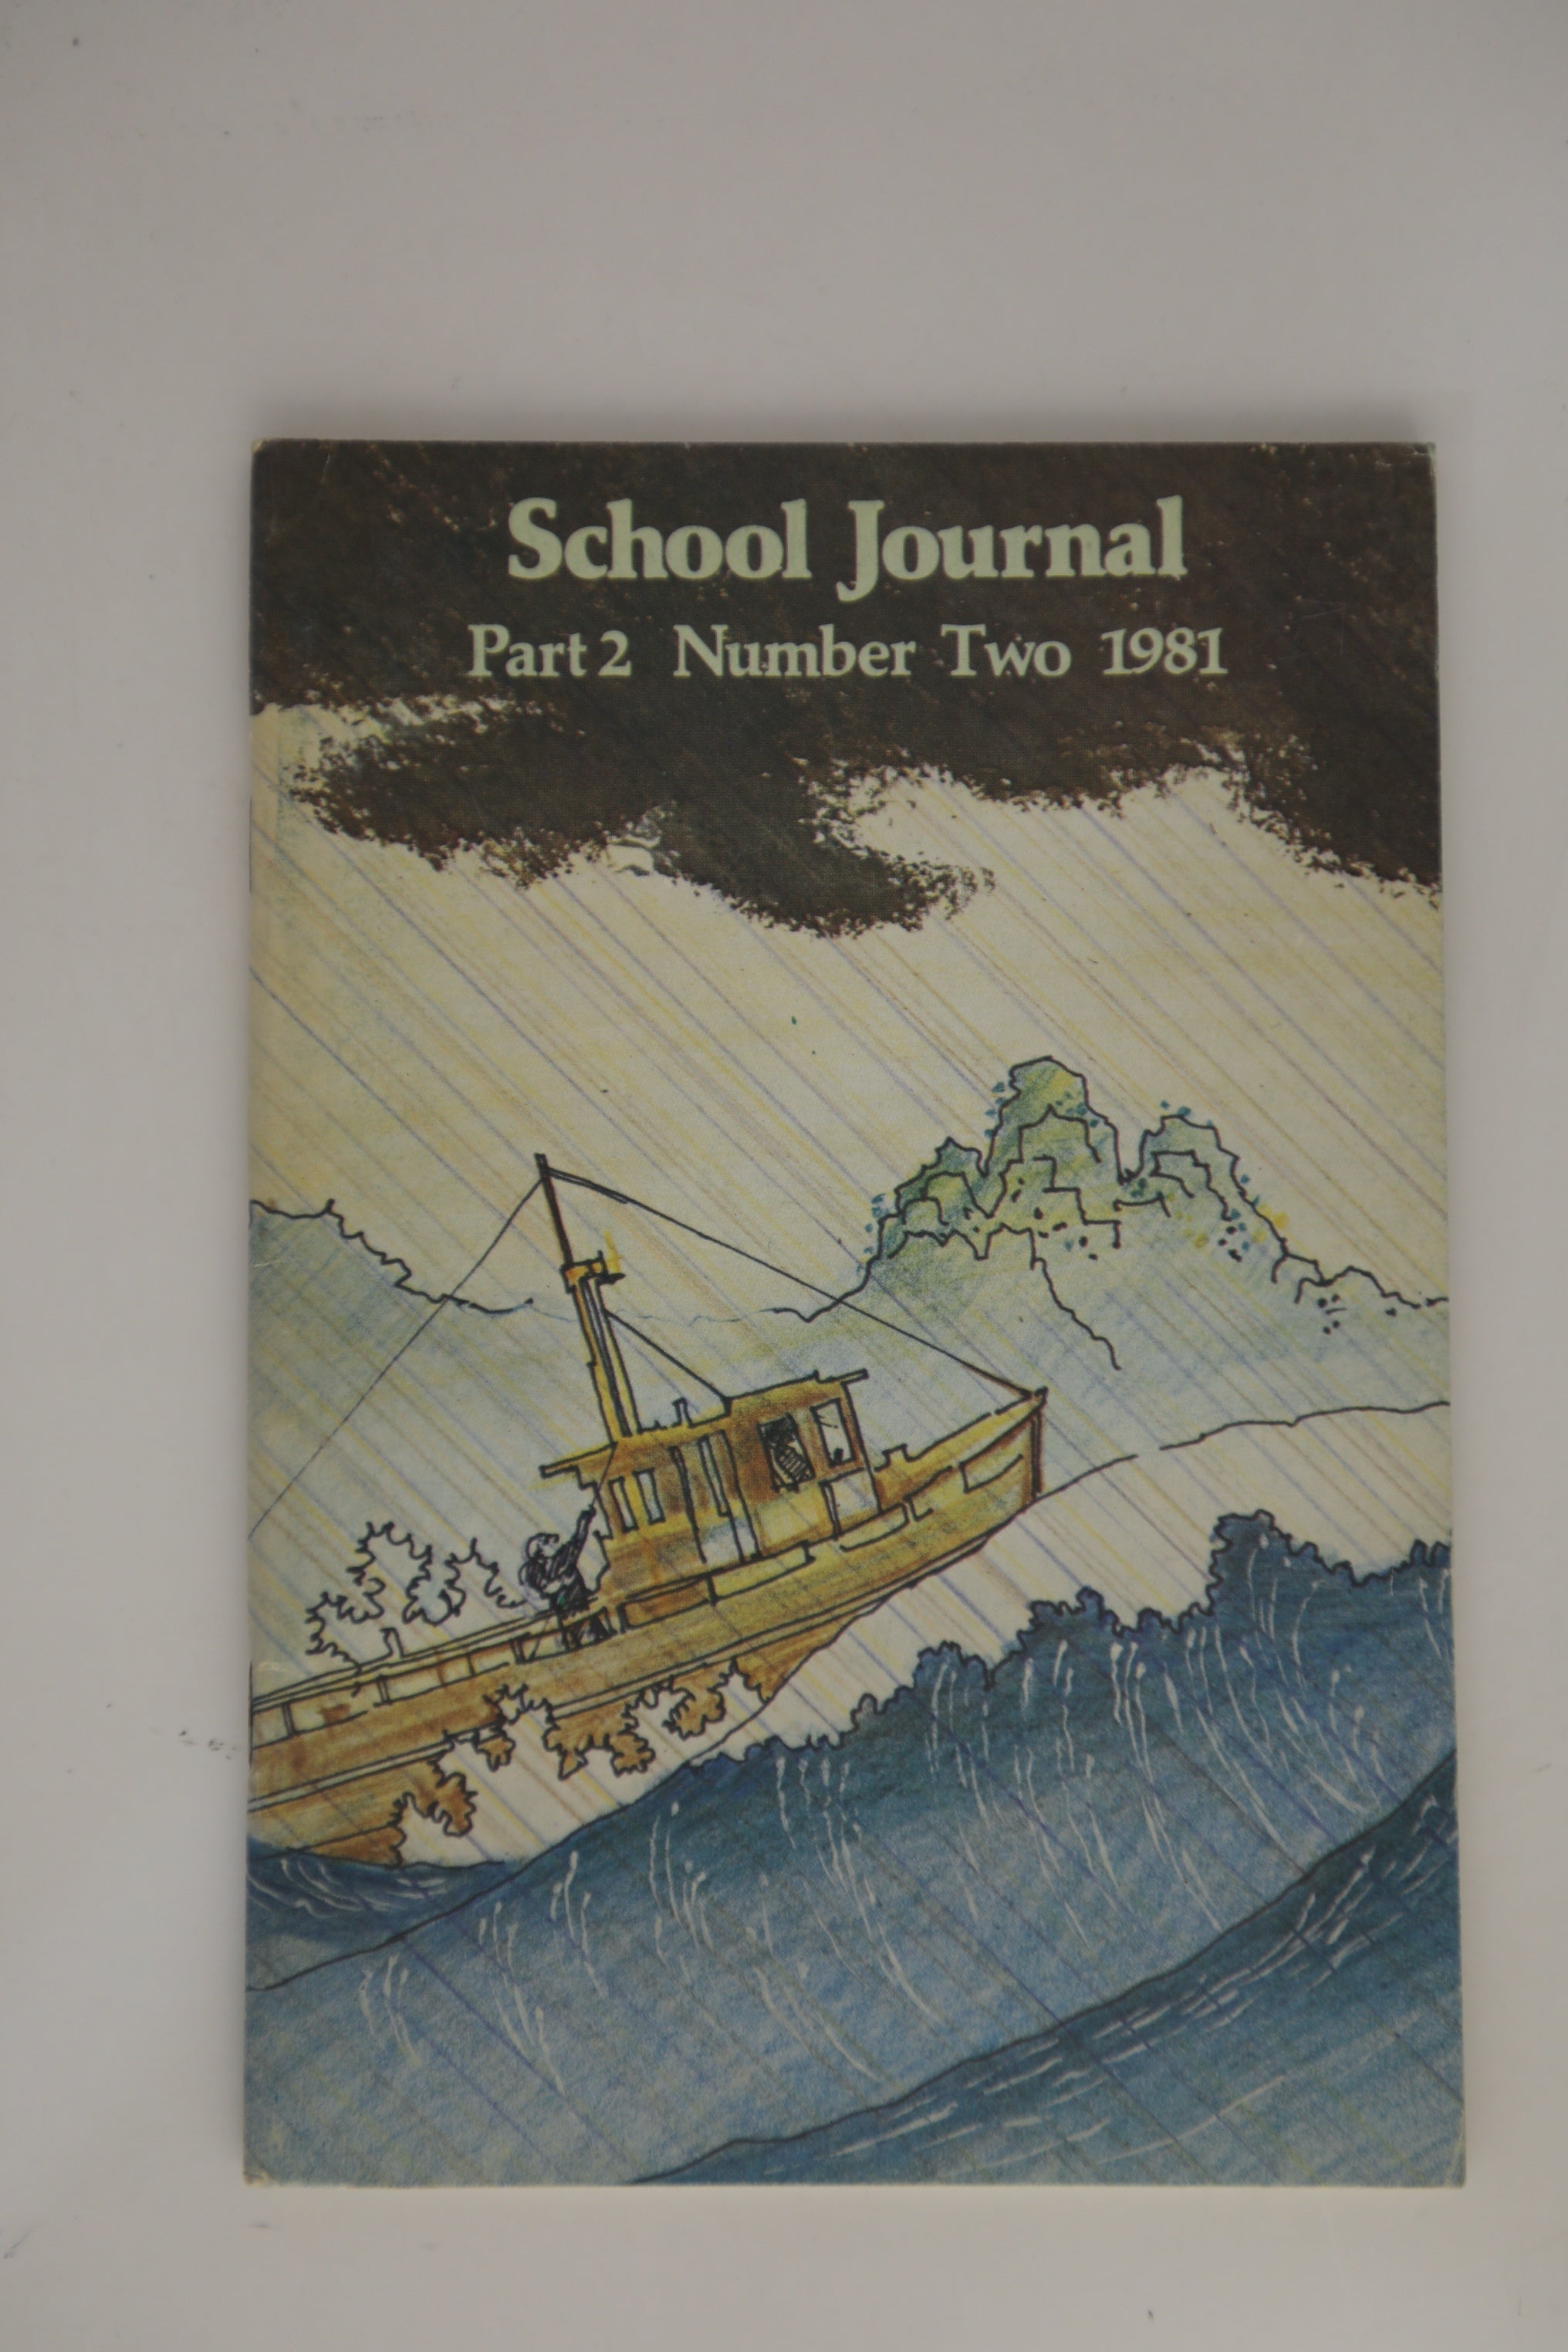 School Journal
Part 2 Number Two 1981